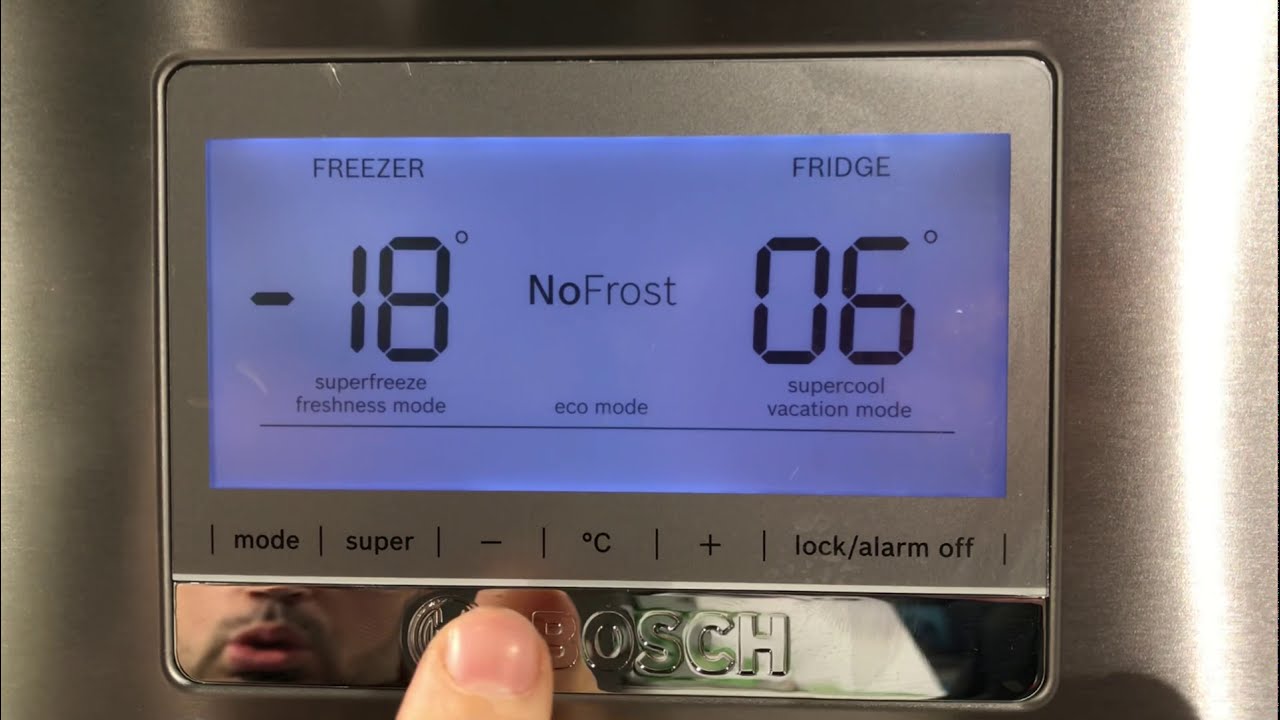 FREEZER FRIDGE
-18° NoFrost 06°
superfreeze supercool
freshness mode eco mode vacation mode
| mode | super | — | °C | + | lock/alarm off |
BOSCH